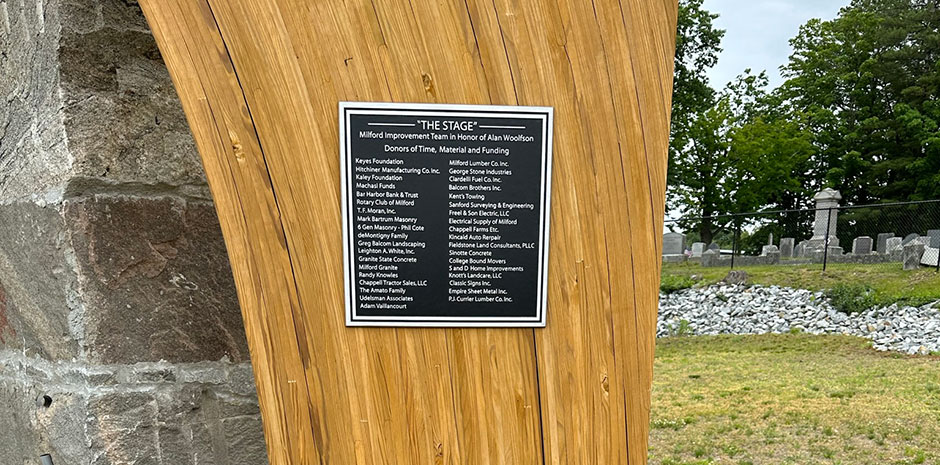 "THE STAGE"
Milford Improvement Team in Honor of Alan Woolfson
Donors of Time, Material and Funding
Keyes Foundation
Hitchiner Manufacturing Co. Inc.
Kaley Foundation
Machasi Funds
Bar Harbor Bank & Trust
Rotary Club of Milford
T.F. Moran, Inc.
Mark Bartrum Masonry
6 Gen Masonry - Phil Cote
deMontigny Family
Greg Balcom Landscaping
Leighton A. White, Inc.
Granite State Concrete
Milford Granite
Randy Knowles
Chappell Tractor Sales, LLC
The Amato Family
Udelsman Associates
Adam Vaillancourt
Milford Lumber Co. Inc.
George Stone Industries
Ciardelli Fuel Co. Inc.
Balcom Brothers Inc.
Kent's Towing
Sanford Surveying & Engineering
Freel & Son Electric, LLC
Electrical Supply of Milford
Chappell Farms Etc.
Kincaid Auto Rerpair
Fieldstone Land Consultants, PLLC
Sinotte Concrete
College Bound Movers
S and D Home Improvements
Knott's Landcare, LLC
Classic Signs Inc.
Empire Sheet Metal Inc.
P.J. Currier Lumber Co. Inc.